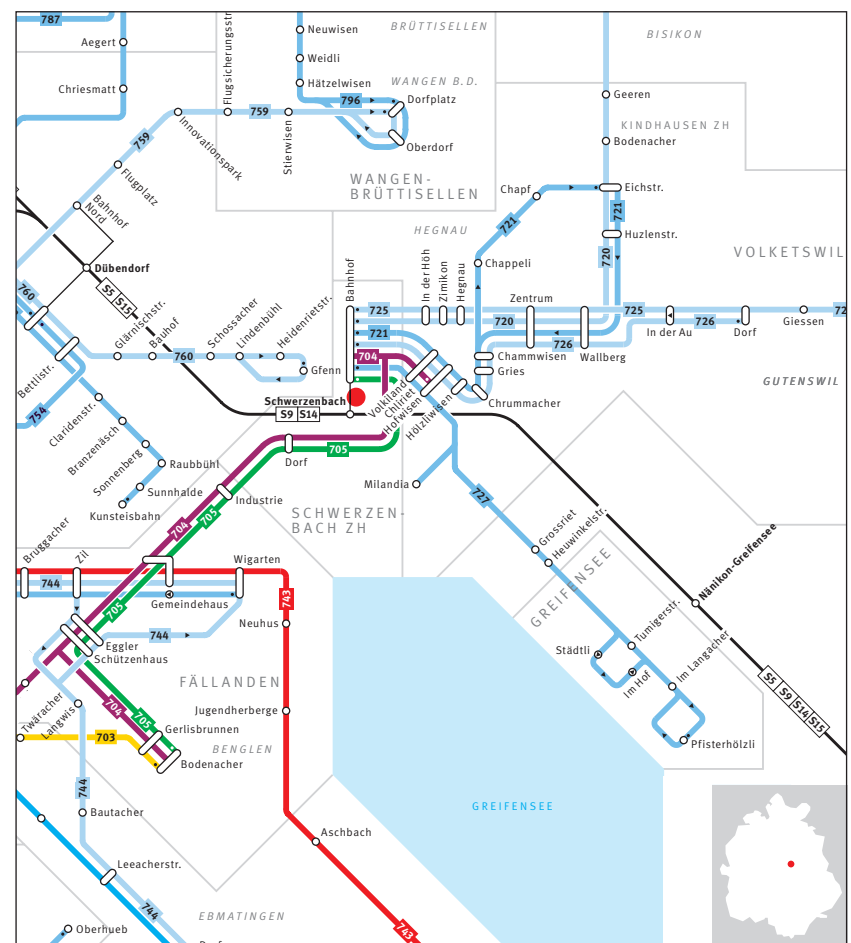 787
Aegert
Chriesmatt
Neuwisen
Weidli
Hätzelwisen
796
Dorfplatz
Oberdorf
BRÜTTISELLEN
WANGEN B.D.
BISIKON
Flugsicherungsstr
759
Stierwisen
Innovationspark
759
Flugplatz
Bahnhof
Nord
WANGEN-
BRÜTTISELLEN
Geeren
KINDHAUSEN ZH
Bodenacher
Chapf
Eichstr.
721
721
Huzlenstr.
720
HEGNAU
VOLKETSWIL
Chappeli
Dübendorf
S5
S15
760
Glärnischstr.
Bauhof
Schossacher
Lindenbühl
Heidenrietstr.
Gfenn
760
Bettlistr.
754
Bahnhof
725
In der Höh
Zimikon
Hegnau
Zentrum
720
725
726
726
In der Au
Dorf
Giessen
72
721
704
Wallberg
Chammwisen
Gries
Chrummacher
Volkiland
Chliriet
Hofwisen
Hölzliwisen
GUTENSWIL
Schwerzenbach
S9
S14
Claridenstr.
Branzenäsch
Sonnenberg
Raubbühl
Sunnhalde
Kunsteisbahn
Dorf
705
Industrie
704
705
SCHWERZEN-
BACH ZH
Milandia
727
Grossriet
Heuwinkelstr.
GREIFENSEE
Nänikon-Greifensee
Städtli
Im Hof
Tumigerstr.
Im Langacher
Pfisterhölzli
S5
S9
S14
S15
Bruggacher
Zil
Wigarten
744
Gemeindehaus
743
705
744
Neuhus
Eggler
Schützenhaus
FÄLLANDEN
Twäracher
Langwis
704
705
Jugendherberge
Gerlisbrunnen
703
BENGLEN
Bodenacher
744
Bautacher
GREIFENSEE
Aschbach
Leeacherstr.
744
EBMATINGEN
Oberhueb
743